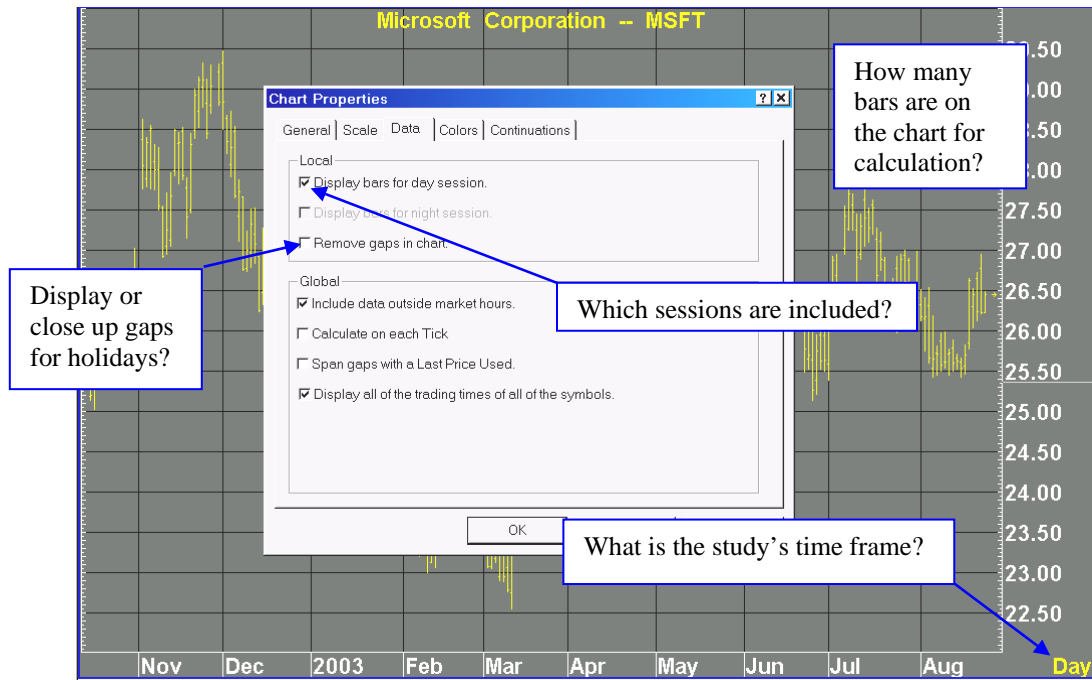 Microsoft Corporation -- MSFT
How many
bars are on
the chart for
calculation?
.50
.00
.50
.00
27.50
27.00
26.50
26.00
25.50
25.00
24.50
24.00
23.50
23.00
22.50
Chart Properties
General Scale Data Colors Continuations
Local
Display bars for day session.
Display bars for night session.
Remove gaps in chart.
Global
Include data outside market hours.
Calculate on each Tick
Span gaps with a Last Price Used.
Display all of the trading times of all of the symbols.
OK
Display or
close up gaps
for holidays?
Which sessions are included?
What is the study’s time frame?
Nov Dec 2003 Feb Mar Apr May Jun Jul Aug Day